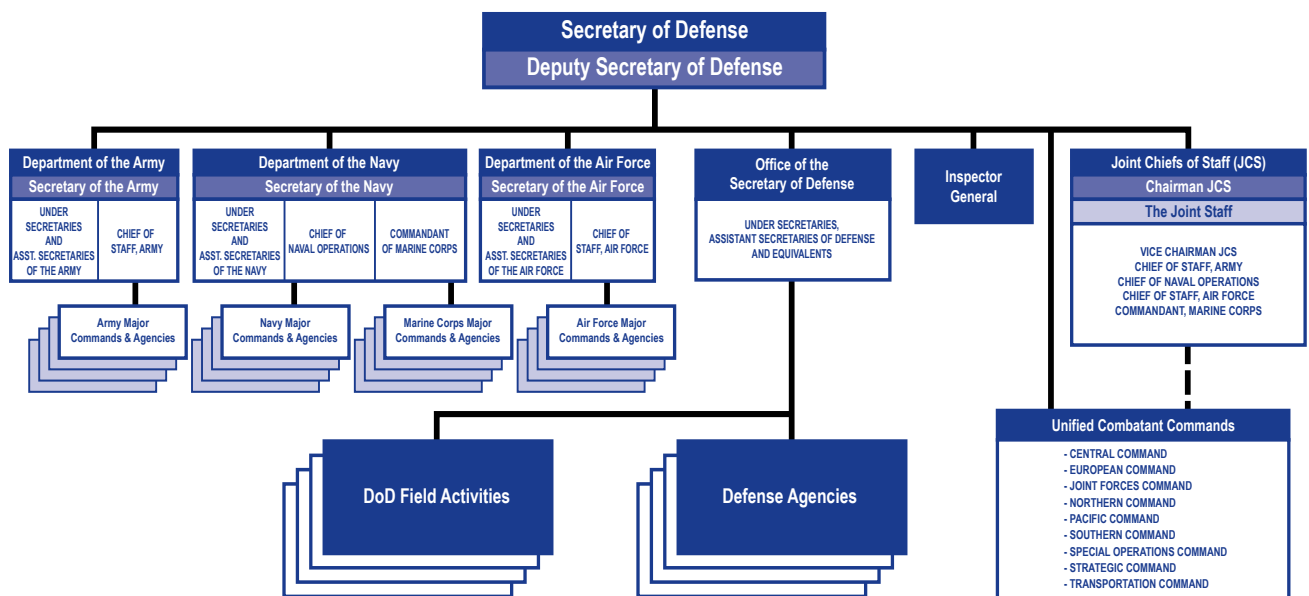 Secretary of Defense
Deputy Secretary of Defense
Department of the Army
Secretary of the Army
UNDER
SECRETARIES
AND
ASST. SECRETARIES
OF THE ARMY
CHIEF OF
STAFF, ARMY
Army Major
Commands & Agencies
Department of the Navy
Secretary of the Navy
UNDER
SECRETARIES
AND
ASST. SECRETARIES
OF THE NAVY
CHIEF OF
NAVAL OPERATIONS
COMMANDANT
OF MARINE CORPS
Navy Major
Commands & Agencies
Marine Corps Major
Commands & Agencies
Department of the Air Force
Secretary of the Air Force
UNDER
SECRETARIES
AND
ASST. SECRETARIES
OF THE AIR FORCE
CHIEF OF
STAFF, AIR FORCE
Air Force Major
Commands & Agencies
Office of the
Secretary of Defense
UNDER SECRETARIES,
ASSISTANT SECRETARIES OF DEFENSE
AND EQUIVALENTS
DoD Field Activities
Defense Agencies
Inspector
General
Joint Chiefs of Staff (JCS)
Chairman JCS
The Joint Staff
VICE CHAIRMAN JCS
CHIEF OF STAFF, ARMY
CHIEF OF NAVAL OPERATIONS
CHIEF OF STAFF, AIR FORCE
COMMANDANT, MARINE CORPS
Unified Combatant Commands
- CENTRAL COMMAND
- EUROPEAN COMMAND
- JOINT FORCES COMMAND
- NORTHERN COMMAND
- PACIFIC COMMAND
- SOUTHERN COMMAND
- SPECIAL OPERATIONS COMMAND
- STRATEGIC COMMAND
- TRANSPORTATION COMMAND